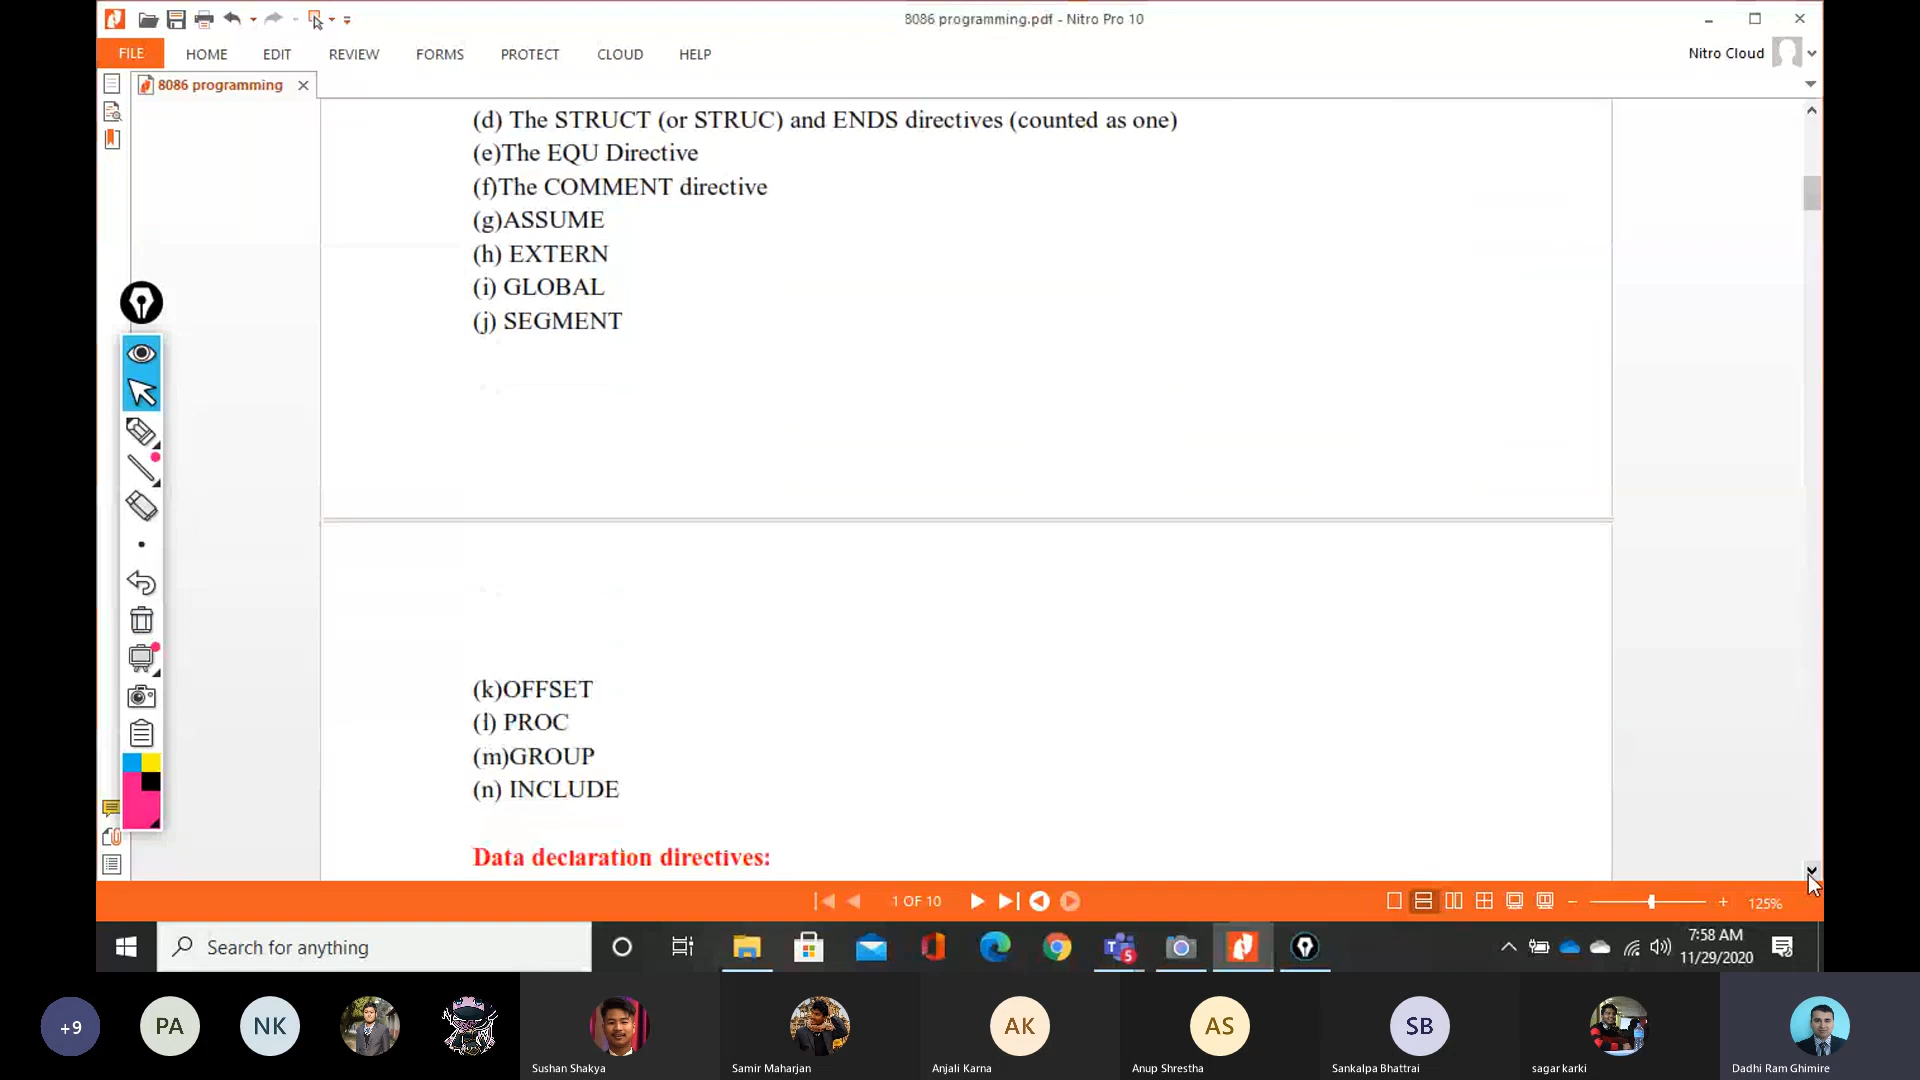 8086 programming.pdf - Nitro Pro 10
FILE HOME EDIT REVIEW FORMS PROTECT CLOUD HELP
Nitro Cloud
8086 programming
(d) The STRUCT (or STRUC) and ENDS directives (counted as one)
(e)The EQU Directive
(f)The COMMENT directive
(g)ASSUME
(h) EXTERN
(i) GLOBAL
(j) SEGMENT
(k)OFFSET
(l) PROC
(m)GROUP
(n) INCLUDE
Data declaration directives:
1 OF 10
125%
Search for anything
5
7:58 AM
11/29/2020
+9
PA
NK
AK
AS
SB
Sushan Shakya
Samir Maharjan
Anjali Karna
Anup Shrestha
Sankalpa Bhattrai
sagar karki
Dadhi Ram Ghimire